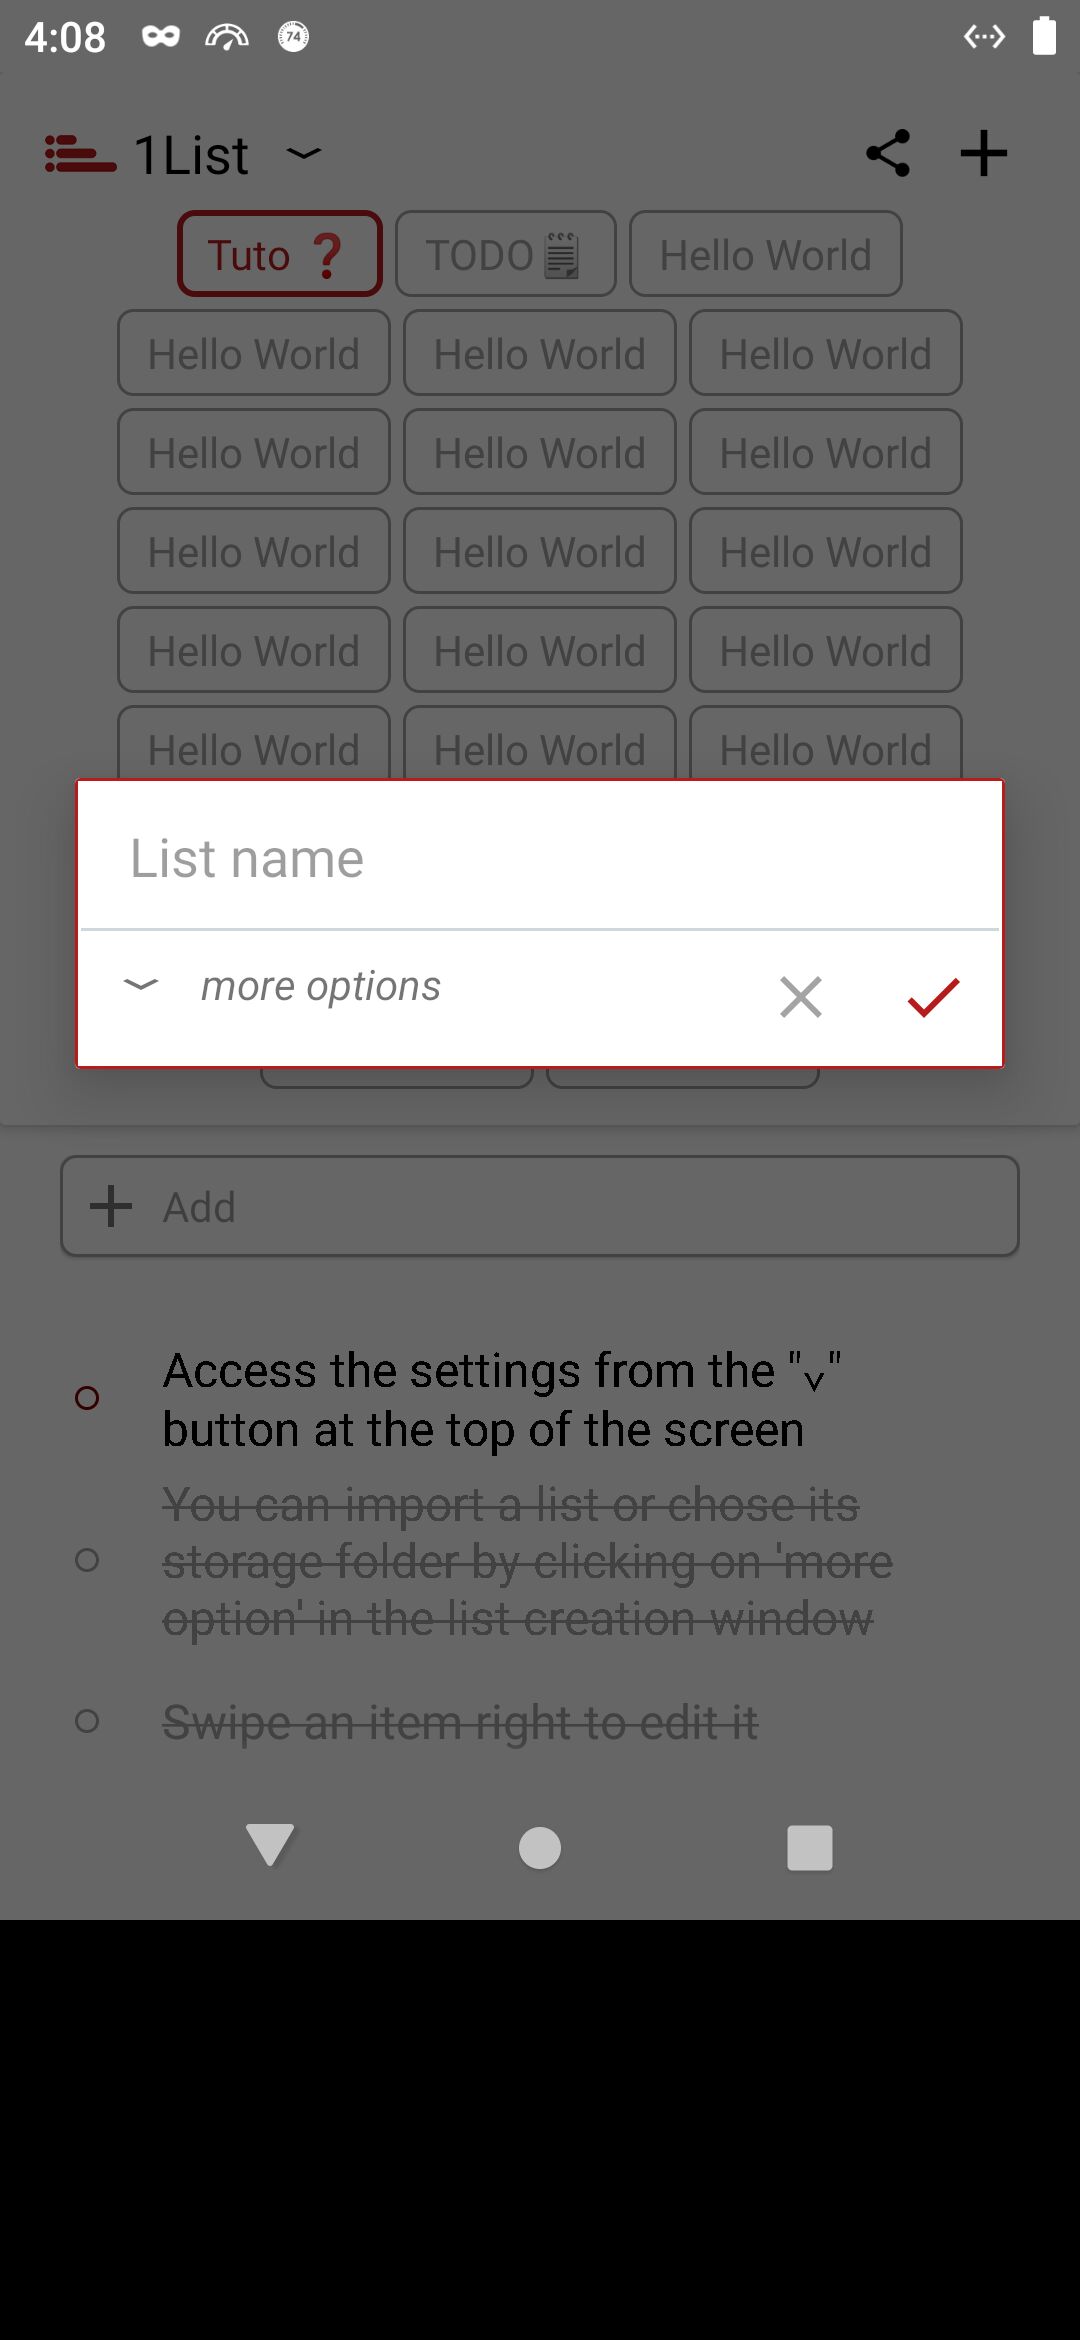 4:08 74
1List
Tuto ❓ TODO🗒 Hello World
Hello World Hello World Hello World
Hello World Hello World Hello World
Hello World Hello World Hello World
Hello World Hello World Hello World
Hello World Hello World Hello World
List name
more options
Add
Access the settings from the "˅"
button at the top of the screen
You can import a list or chose its
storage folder by clicking on 'more
option' in the list creation window
Swipe an item right to edit it